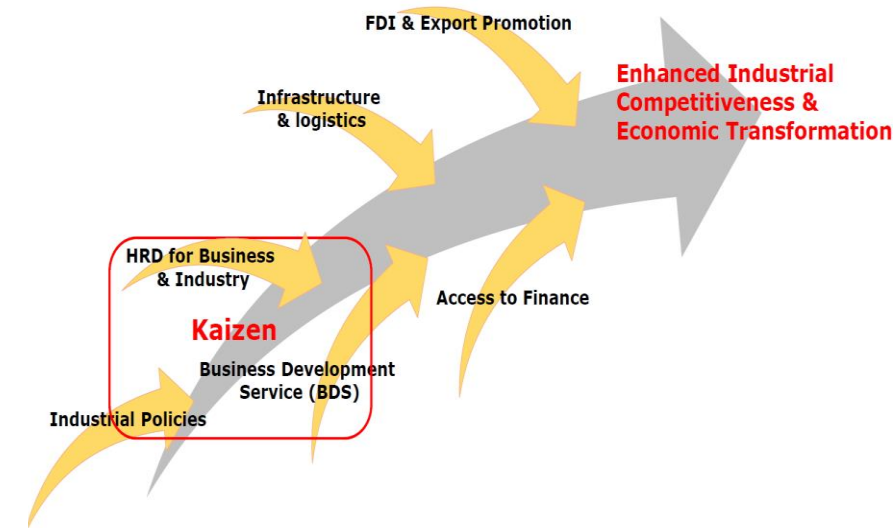 FDI & Export Promotion
Enhanced Industrial
Competitiveness &
Economic Transformation
Infrastructure
& logistics
HRD for Business
& Industry
Access to Finance
Kaizen
Business Development
Service (BDS)
Industrial Policies